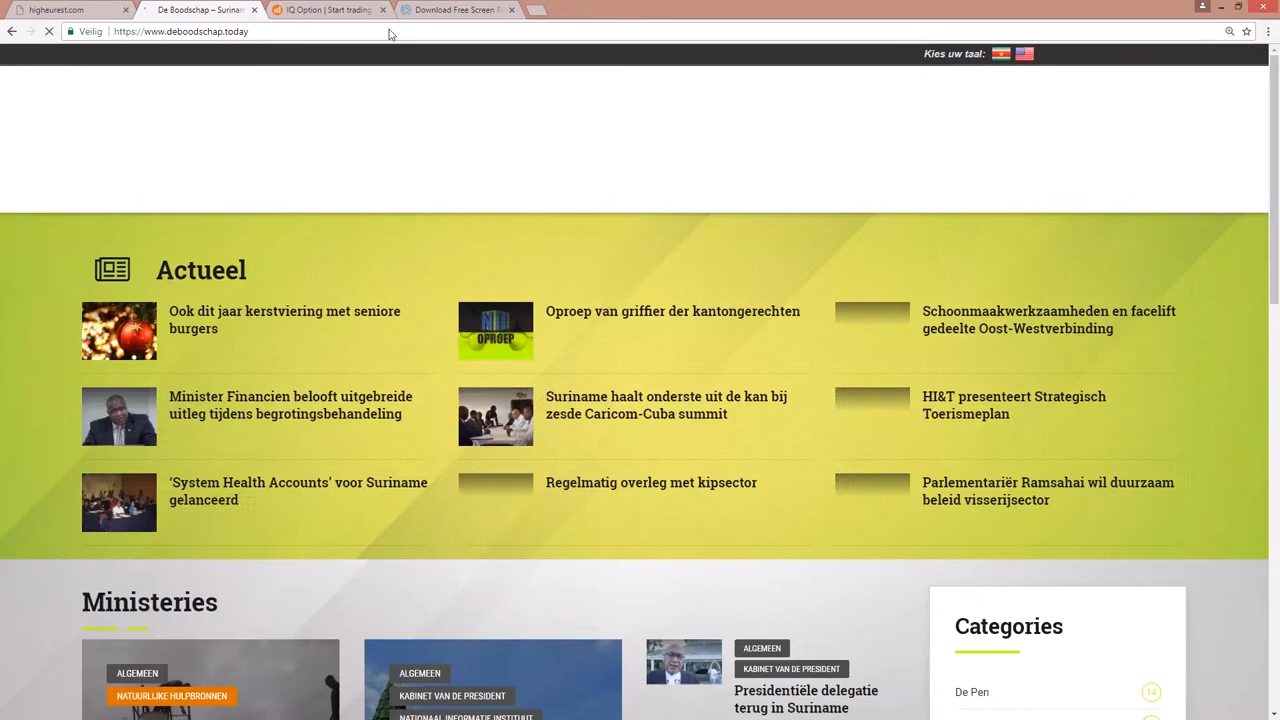 higheurest.com
De Boodschap – Surinam
IQ Option | Start trading
Download Free Screen R
Veilig
https://www.deboodschap.today
Kies uw taal:
Actueel
Ook dit jaar kerstviering met seniore
burgers
Oproep van griffier der kantongerechten
OPROEP
Schoonmaakwerkzaamheden en facelift
gedeelte Oost-Westverbinding
Minister Financien belooft uitgebreide
uitleg tijdens begrotingsbehandeling
Suriname haalt onderste uit de kan bij
zesde Caricom-Cuba summit
HI&T presenteert Strategisch
Toerismeplan
‘System Health Accounts’ voor Suriname
gelanceerd
Regelmatig overleg met kipsector
Parlementariër Ramsahai wil duurzaam
beleid visserijsector
Ministeries
ALGEMEEN
NATUURLIJKE HULPBRONNEN
ALGEMEEN
KABINET VAN DE PRESIDENT
NATIONAAL INFORMATIE INSTITUUT
ALGEMEEN
KABINET VAN DE PRESIDENT
Presidentiële delegatie
terug in Suriname
Categories
De Pen
14